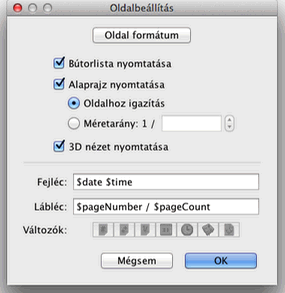 Oldalbeállítás
Oldal formátum
Bútorlista nyomtatása
Alaprajz nyomtatása
Oldalhoz igazítás
Méretarány: 1 /
3D nézet nyomtatása
Fejléc: $date $time
Lábléc: $pageNumber / $pageCount
Változók:
Mégsem OK